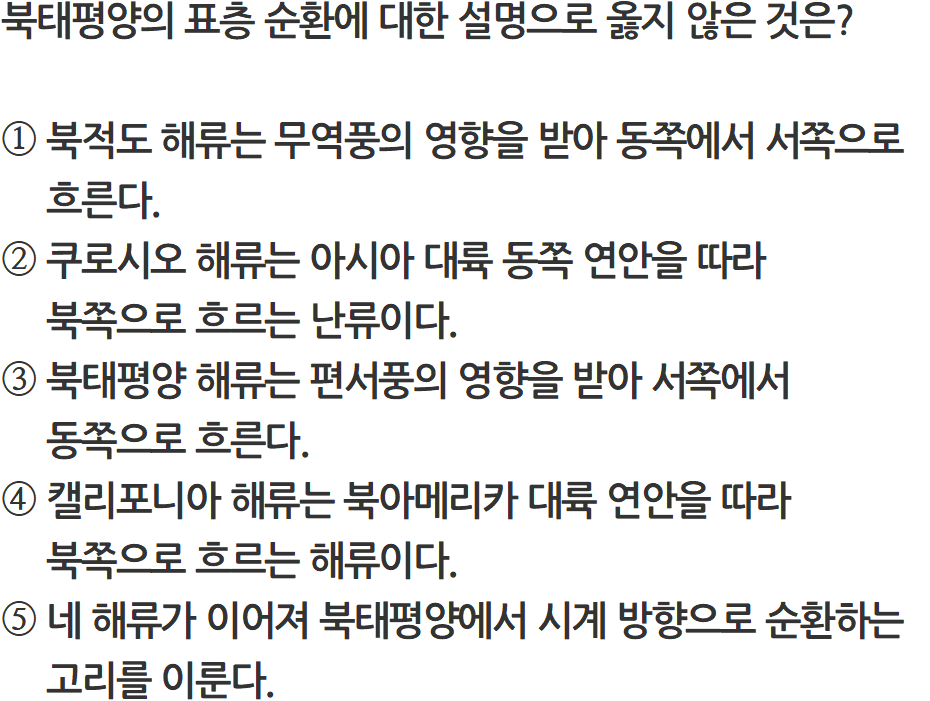 북태평양의 표층 순환에 대한 설명으로 옳지 않은 것은?
① 북적도 해류는 무역풍의 영향을 받아 동쪽에서 서쪽으로
흐른다.
② 쿠로시오 해류는 아시아 대륙 동쪽 연안을 따라
북쪽으로 흐르는 난류이다.
③ 북태평양 해류는 편서풍의 영향을 받아 서쪽에서
동쪽으로 흐른다.
④ 캘리포니아 해류는 북아메리카 대륙 연안을 따라
북쪽으로 흐르는 해류이다.
⑤ 네 해류가 이어져 북태평양에서 시계 방향으로 순환하는
고리를 이룬다.